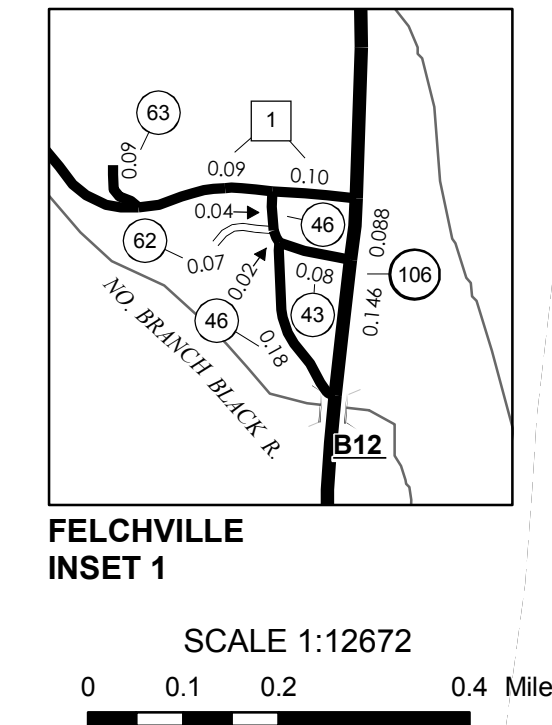 63
1
0.09
0.09
0.10
0.04
46
0.088
62
0.07
0.02
0.08
106
46
43
0.146
0.18
NO. BRANCH BLACK R.
B12
FELCHVILLE
INSET 1
SCALE 1:12672
0 0.1 0.2 0.4 Mile